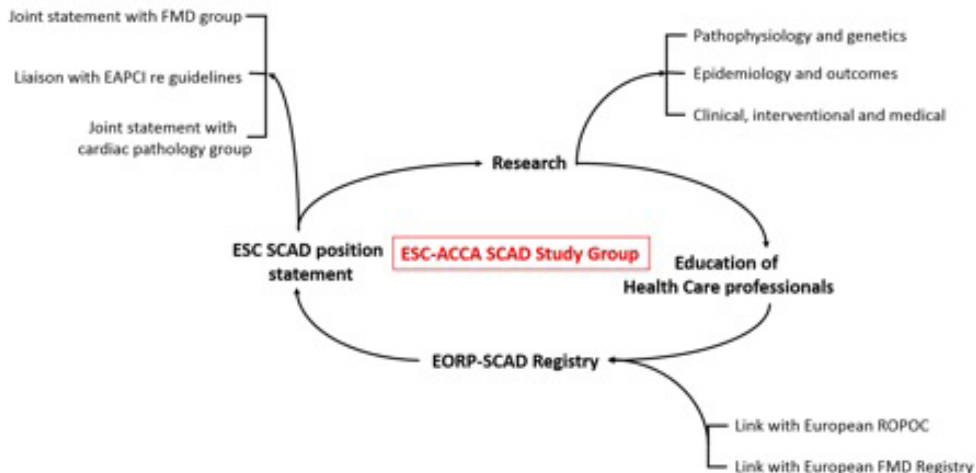 Joint statement with FMD group
Liaison with EAPCI re guidelines
Joint statement with
cardiac pathology group
Pathophysiology and genetics
Epidemiology and outcomes
Clinical, interventional and medical
Research
ESC SCAD position
statement
ESC-ACCA SCAD Study Group
Education of
Health Care professionals
EORP-SCAD Registry
Link with European ROPOC
Link with European FMD Registry